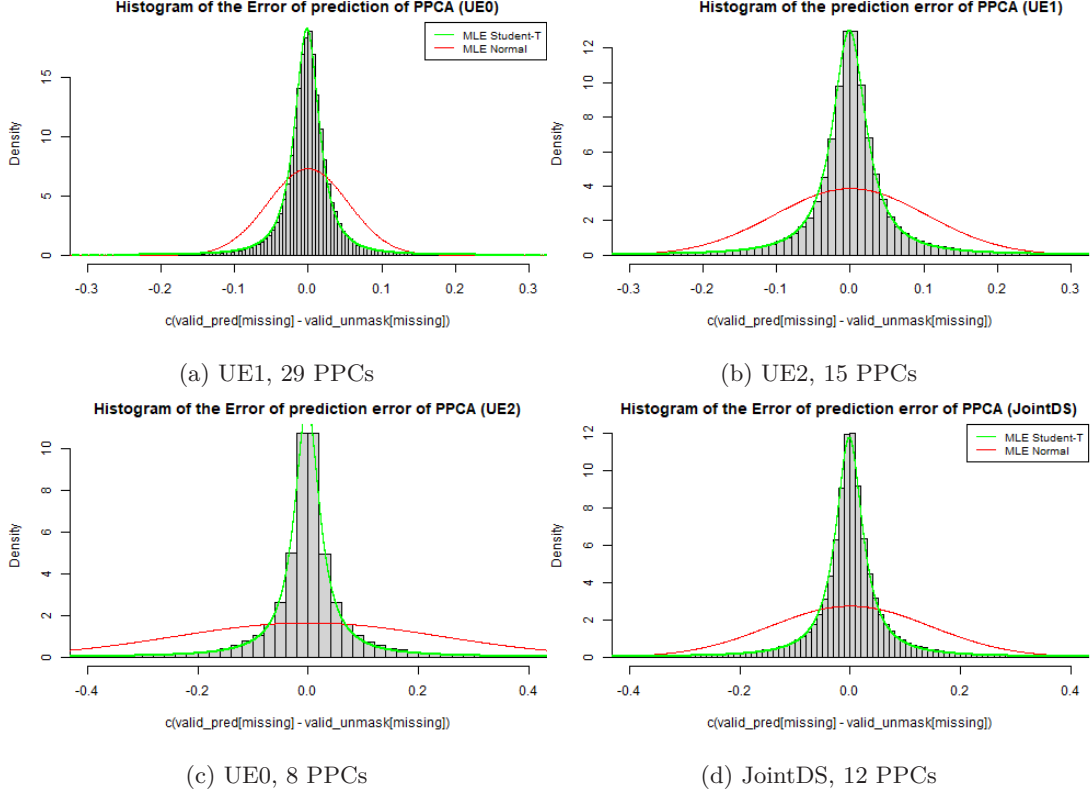 Histogram of the Error of prediction of PPCA (UE0)
MLE Student-T
MLE Normal
Density
0 5 10 15
-0.3 -0.2 -0.1 0.0 0.1 0.2 0.3
c(valid_pred[missing] - valid_unmask[missing])
(a) UE1, 29 PPCs
Histogram of the prediction error of PPCA (UE1)
Density
0 2 4 6 8 10 12
-0.3 -0.2 -0.1 0.0 0.1 0.2 0.3
c(valid_pred[missing] - valid_unmask[missing])
(b) UE2, 15 PPCs
Histogram of the Error of prediction error of PPCA (UE2)
Density
0 2 4 6 8 10
-0.4 -0.2 0.0 0.2 0.4
c(valid_pred[missing] - valid_unmask[missing])
(c) UE0, 8 PPCs
Histogram of the Error of prediction error of PPCA (JointDS)
MLE Student-T
MLE Normal
Density
0 2 4 6 8 10 12
-0.4 -0.2 0.0 0.2 0.4
c(valid_pred[missing] - valid_unmask[missing])
(d) JointDS, 12 PPCs